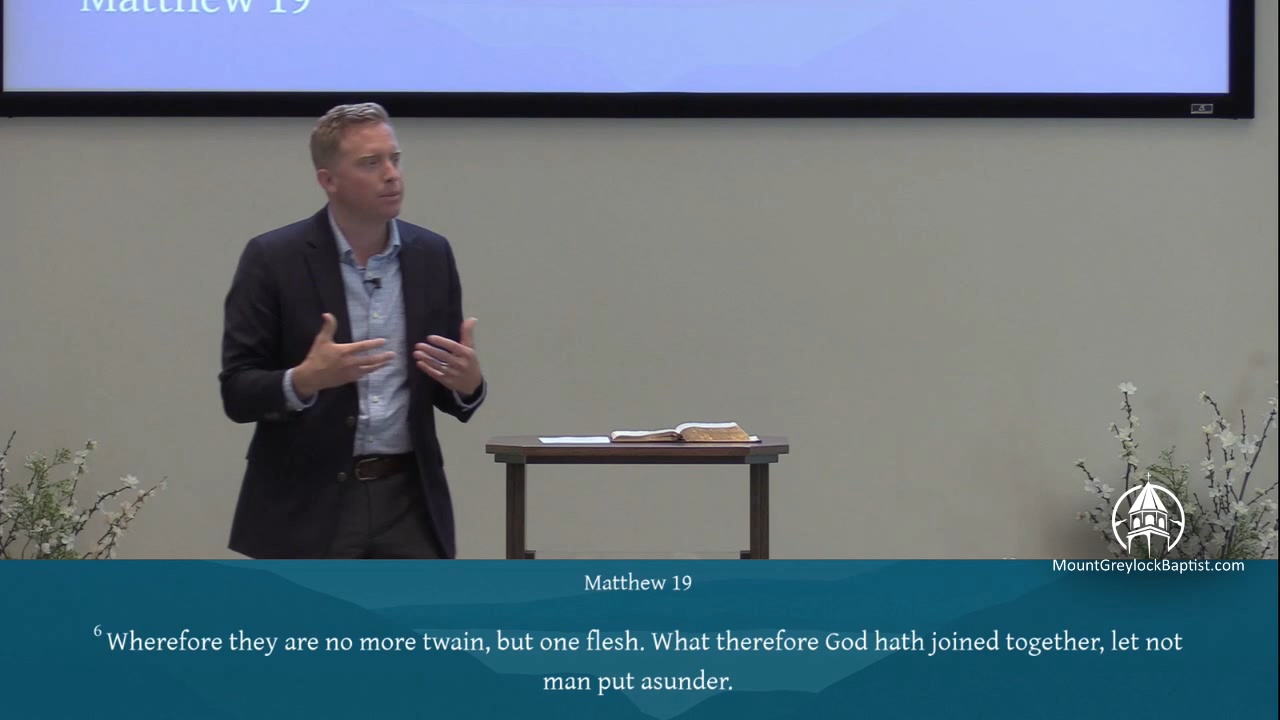 Matthew 19
MountGreylockBaptist.com
Matthew 19
6 Wherefore they are no more twain, but one flesh. What therefore God hath joined together, let not
man put asunder.